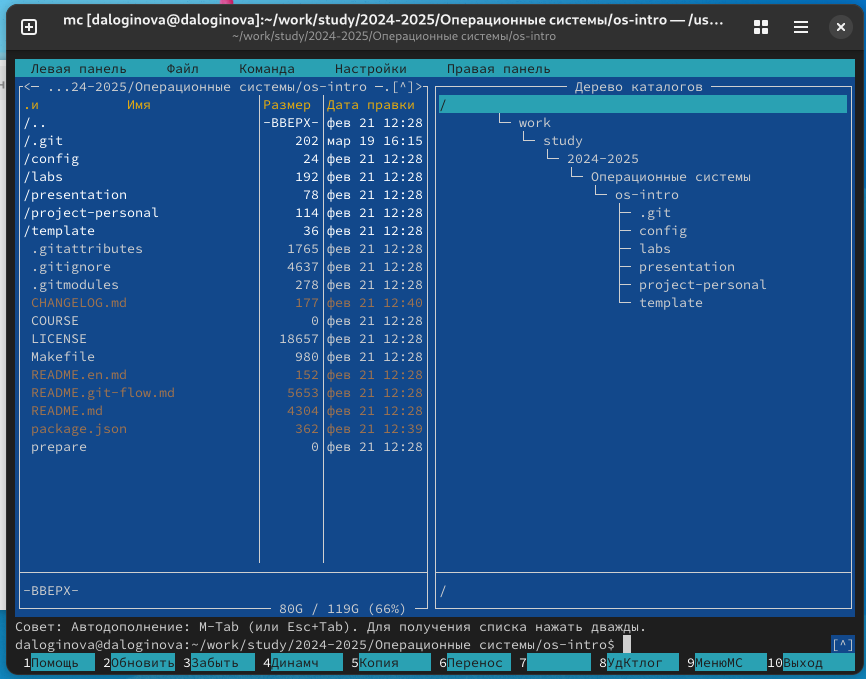 mc [daloginova@daloginova]:~/work/study/2024-2025/Операционные системы/os-intro — /us...
~/work/study/2024-2025/Операционные системы/os-intro
Левая панель Файл Команда Настройки Правая панель
<— ...24-2025/Операционные системы/os-intro —.[^]>
.и Имя Размер Дата правки
/.. -ВВЕРХ- фев 21 12:28
/.git 202 мар 19 16:15
/config 24 фев 21 12:28
/labs 192 фев 21 12:28
/presentation 78 фев 21 12:28
/project-personal 114 фев 21 12:28
/template 36 фев 21 12:28
.gitattributes 1765 фев 21 12:28
.gitignore 4637 фев 21 12:28
.gitmodules 278 фев 21 12:28
CHANGELOG.md 177 фев 21 12:40
COURSE 0 фев 21 12:28
LICENSE 18657 фев 21 12:28
Makefile 980 фев 21 12:28
README.en.md 152 фев 21 12:28
README.git-flow.md 5653 фев 21 12:28
README.md 4304 фев 21 12:28
package.json 362 фев 21 12:39
prepare 0 фев 21 12:28
-ВВЕРХ-
80G / 119G (66%)
Дерево каталогов
/
work
study
2024-2025
Операционные системы
os-intro
.git
config
labs
presentation
project-personal
template
/
Совет: Автодополнение: M-Tab (или Esc+Tab). Для получения списка нажать дважды.
daloginova@daloginova:~/work/study/2024-2025/Операционные системы/os-intro$ [^]
1Помощь 2Обновить 3Забыть 4Динамч 5Копия 6Перенос 7 8УдКтлог 9МенюМС 10Выход